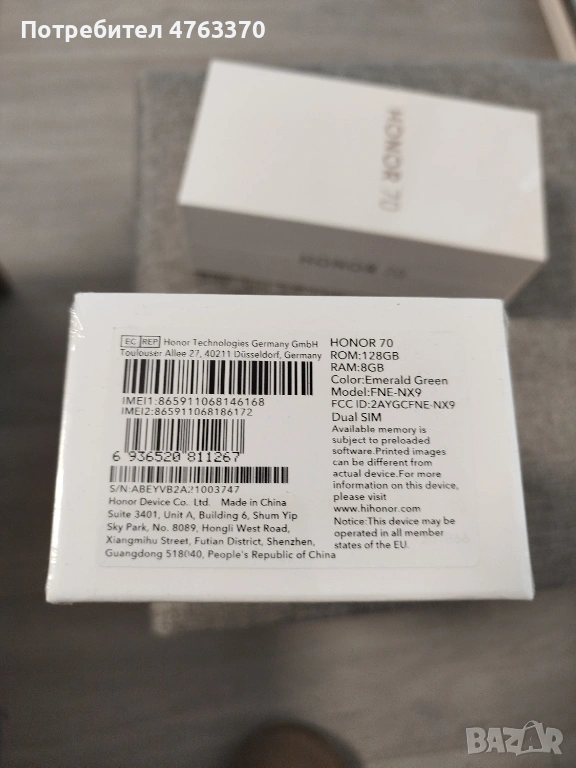 Потребител 4763370
HONOR 70
HONOR 70
EC REP Honor Technologies Germany GmbH
Toulouser Allee 27, 40211 Düsseldorf, Germany
IMEI1:865911068146168
IMEI2:865911068186172
6 936520 811267
S/N:ABEYVB2A21003747
Honor Device Co., Ltd. Made in China
Suite 3401, Unit A, Building 6, Shum Yip
Sky Park, No. 8089, Hongli West Road,
Xiangmihu Street, Futian District, Shenzhen,
Guangdong 518040, People's Republic of China
HONOR 70
ROM:128GB
RAM:8GB
Color:Emerald Green
Model:FNE-NX9
FCC ID:2AYGCFNE-NX9
Dual SIM
Available memory is
subject to preloaded
software.Printed images
can be different from
actual device.For more
information on this device,
please visit
www.hihonor.com
Notice:This device may be
operated in all member
states of the EU.
BAZAR